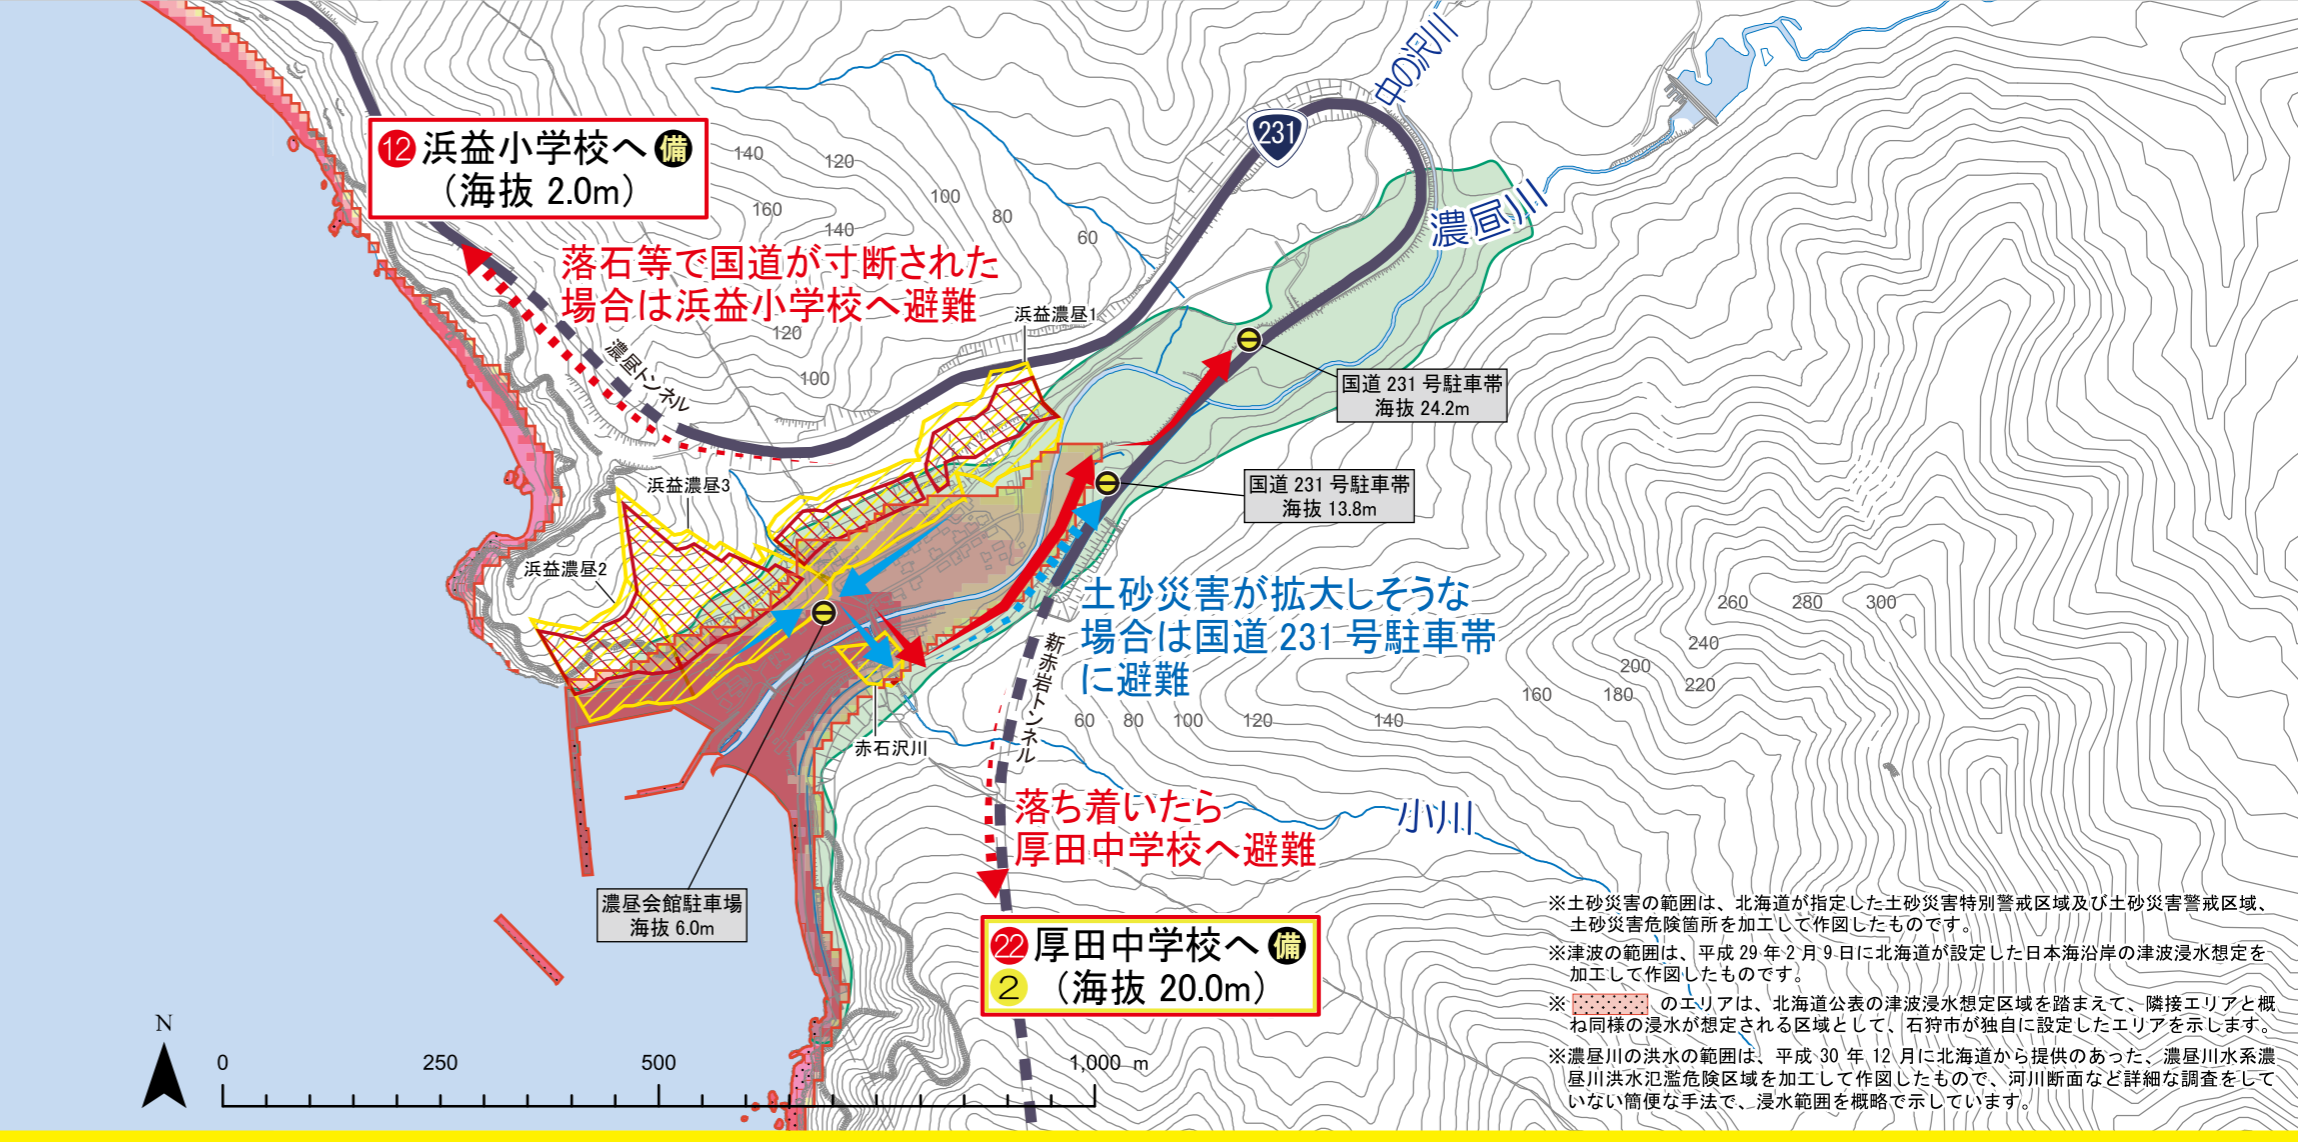 中の沢川
231
⑫浜益小学校へ 備
（海抜 2.0m）
140
120
160
100
140
80
60
濃昼川
落石等で国道が寸断された
場合は浜益小学校へ避難
浜益濃昼1
120
濃昼トンネル
100
国道 231 号駐車帯
海抜 24.2m
浜益濃昼3
国道 231 号駐車帯
海抜 13.8m
浜益濃昼2
土砂災害が拡大しそうな
場合は国道 231 号駐車帯
に避難
260
280
300
240
新赤岩トンネル
200
220
160
180
60
80
100
120
140
赤石沢川
落ち着いたら
厚田中学校へ避難
小川
濃昼会館駐車場
海抜 6.0m
㉒厚田中学校へ 備
② （海抜 20.0m）
※土砂災害の範囲は、北海道が指定した土砂災害特別警戒区域及び土砂災害警戒区域、
土砂災害危険箇所を加工して作図したものです。
※津波の範囲は、平成 29 年 2 月 9 日に北海道が設定した日本海沿岸の津波浸水想定を
加工して作図したものです。
※ のエリアは、北海道公表の津波浸水想定区域を踏まえて、隣接エリアと概
ね同様の浸水が想定される区域として、石狩市が独自に設定したエリアを示します。
※濃昼川の洪水の範囲は、平成 30 年 12 月に北海道から提供のあった、濃昼川水系濃
昼川洪水氾濫危険区域を加工して作図したもので、河川断面など詳細な調査をして
いない簡便な手法で、浸水範囲を概略で示しています。
N
0
250
500
1,000 m